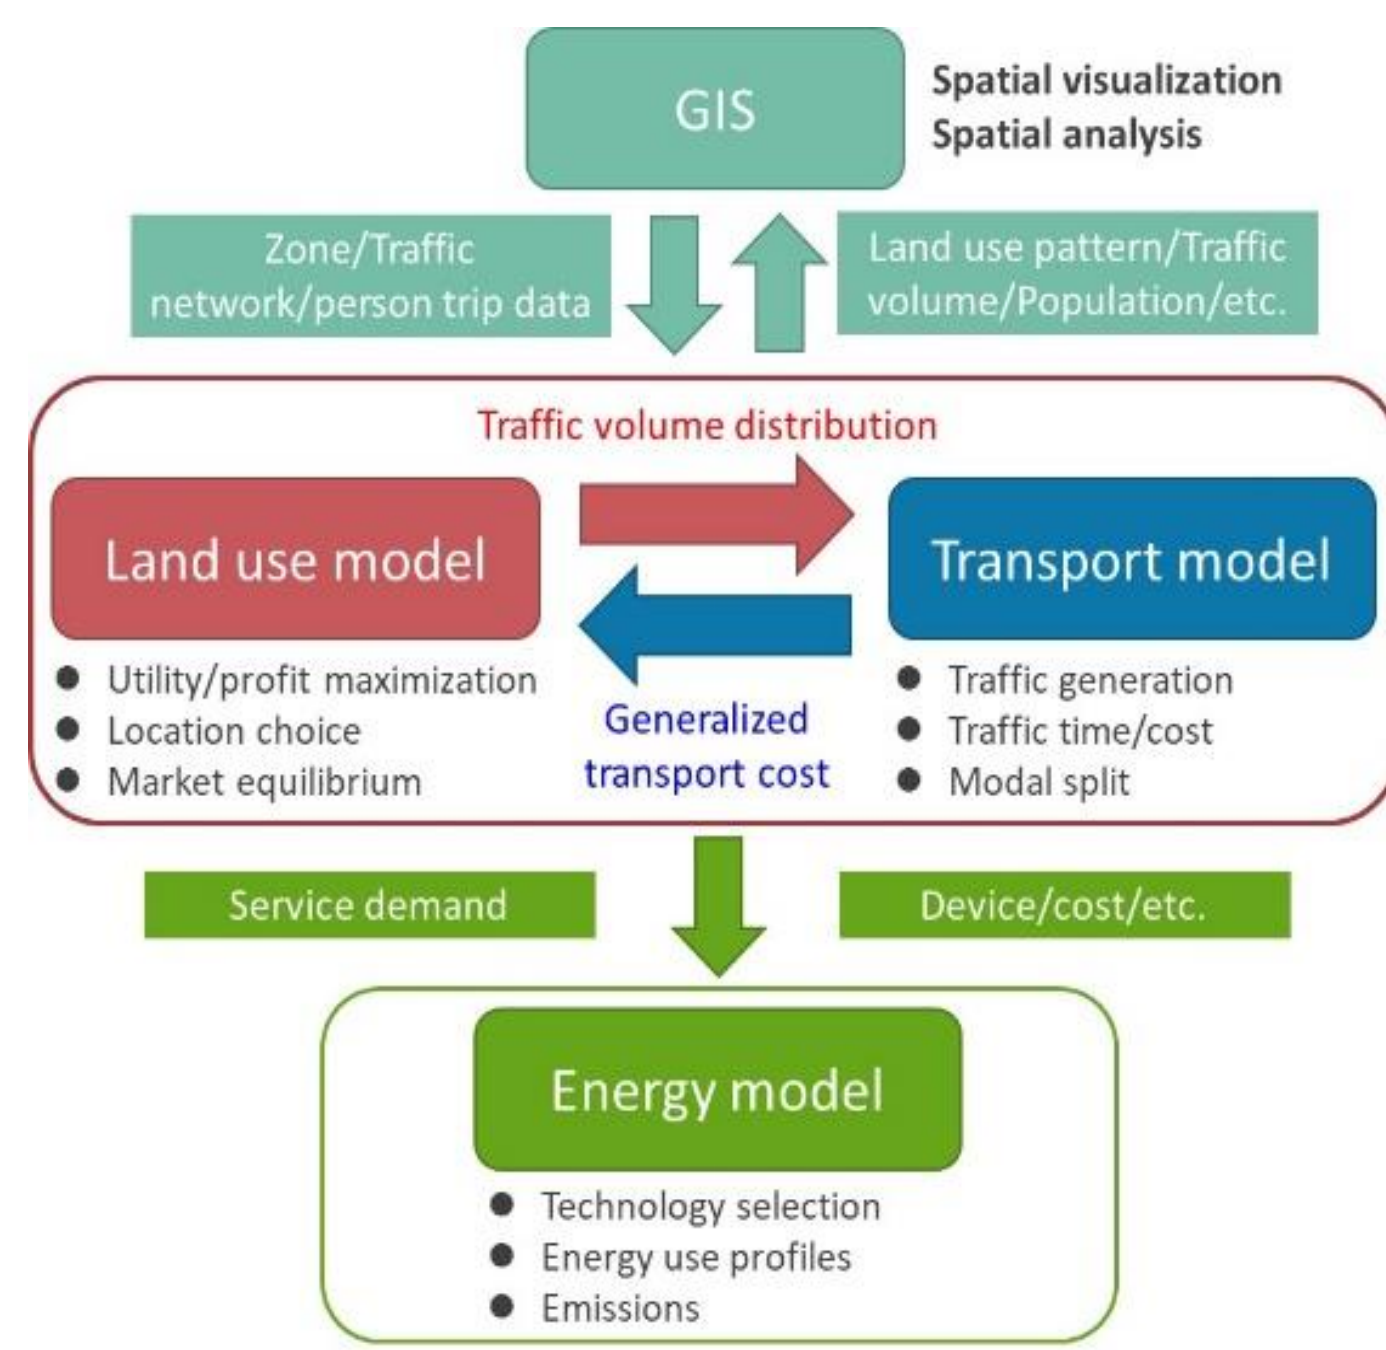 GIS
Spatial visualization
Spatial analysis
Zone/Traffic
network/person trip data
Land use pattern/Traffic
volume/Population/etc.
Traffic volume distribution
Land use model
Transport model
● Utility/profit maximization
● Location choice
● Market equilibrium
Generalized
transport cost
● Traffic generation
● Traffic time/cost
● Modal split
Service demand
Device/cost/etc.
Energy model
● Technology selection
● Energy use profiles
● Emissions